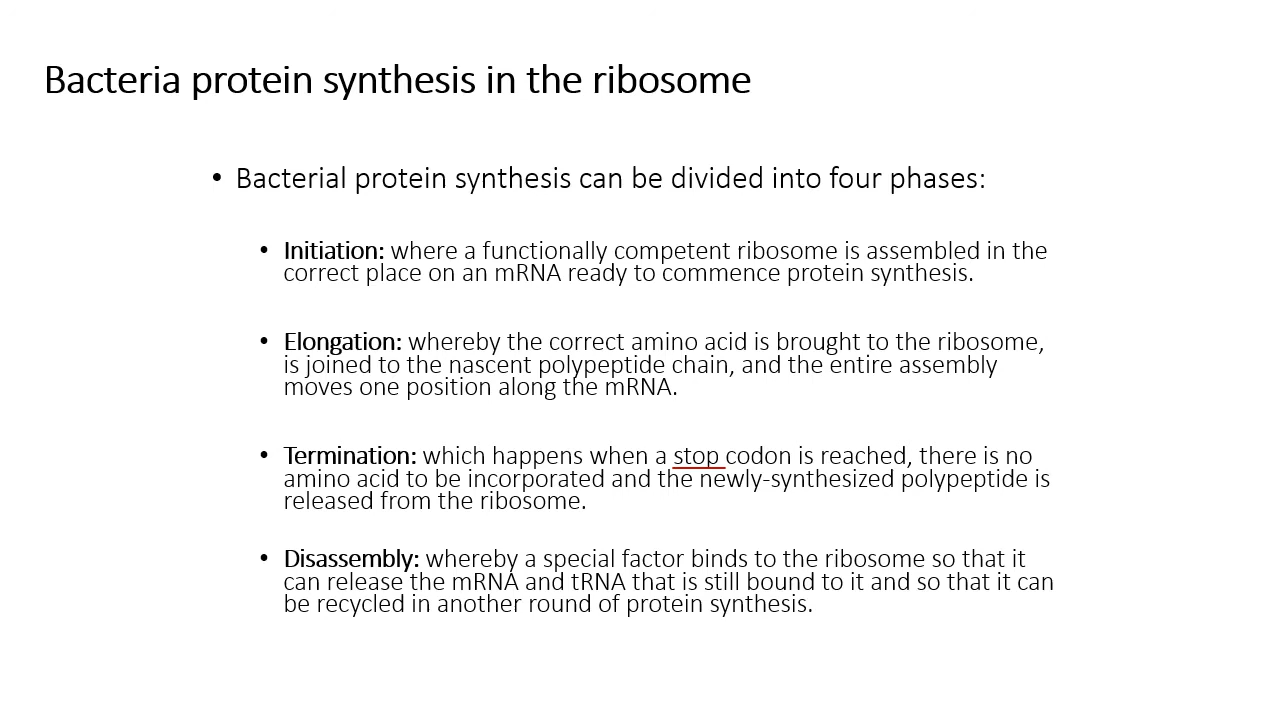 Bacteria protein synthesis in the ribosome
• Bacterial protein synthesis can be divided into four phases:
• Initiation: where a functionally competent ribosome is assembled in the
correct place on an mRNA ready to commence protein synthesis.
• Elongation: whereby the correct amino acid is brought to the ribosome,
is joined to the nascent polypeptide chain, and the entire assembly
moves one position along the mRNA.
• Termination: which happens when a stop codon is reached, there is no
amino acid to be incorporated and the newly-synthesized polypeptide is
released from the ribosome.
• Disassembly: whereby a special factor binds to the ribosome so that it
can release the mRNA and tRNA that is still bound to it and so that it can
be recycled in another round of protein synthesis.